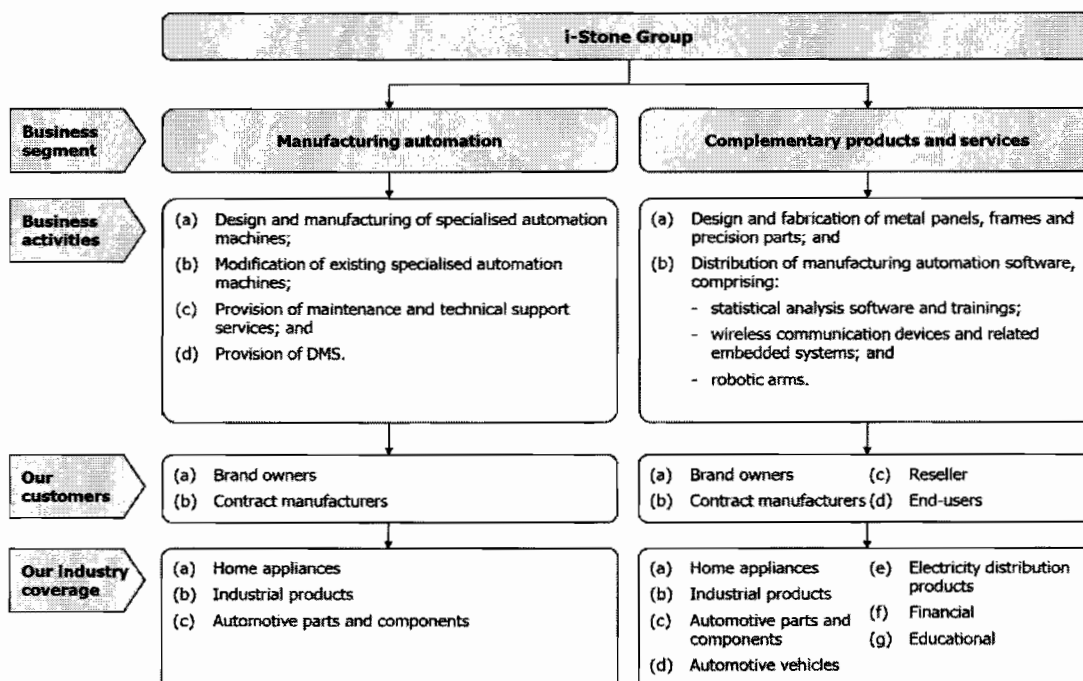 i-Stone Group
Business
segment
Manufacturing automation
Complementary products and services
Business
activities
(a) Design and manufacturing of specialised automation
machines;
(b) Modification of existing specialised automation
machines;
(c) Provision of maintenance and technical support
services; and
(d) Provision of DMS.
(a) Design and fabrication of metal panels, frames and
precision parts; and
(b) Distribution of manufacturing automation software,
comprising:
- statistical analysis software and trainings;
- wireless communication devices and related
embedded systems; and
- robotic arms.
Our
customers
(a) Brand owners
(b) Contract manufacturers
(a) Brand owners
(b) Contract manufacturers
(c) Reseller
(d) End-users
Our industry
coverage
(a) Home appliances
(b) Industrial products
(c) Automotive parts and components
(a) Home appliances
(b) Industrial products
(c) Automotive parts and
components
(d) Automotive vehicles
(e) Electricity distribution
products
(f) Financial
(g) Educational